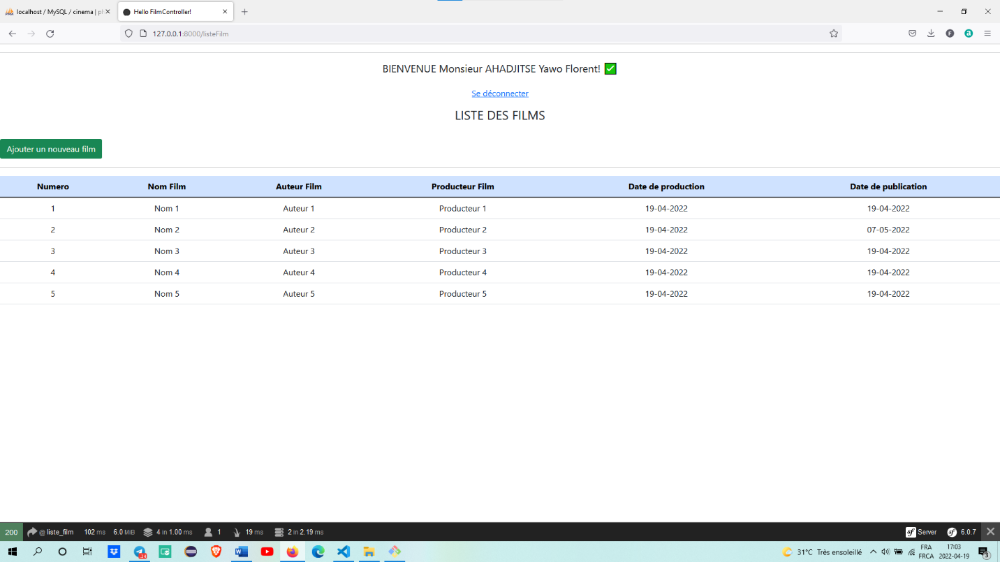 localhost / MySQL / cinema | pl
Hello FilmController!
127.0.0.1:8000/listeFilm
BIENVENUE Monsieur AHADJITSE Yawo Florent! ✅
Se déconnecter
LISTE DES FILMS
Ajouter un nouveau film
Numero Nom Film Auteur Film Producteur Film Date de production Date de publication
1 Nom 1 Auteur 1 Producteur 1 19-04-2022 19-04-2022
2 Nom 2 Auteur 2 Producteur 2 19-04-2022 07-05-2022
3 Nom 3 Auteur 3 Producteur 3 19-04-2022 19-04-2022
4 Nom 4 Auteur 4 Producteur 4 19-04-2022 19-04-2022
5 Nom 5 Auteur 5 Producteur 5 19-04-2022 19-04-2022
200 @ liste_film 102 ms 6.0 MiB 4 in 1.00 ms 1 19 ms 2 in 2.19 ms Server 6.0.7
24
31°C Très ensoleillé
FRA
FRCA
17:03
2022-04-19
3